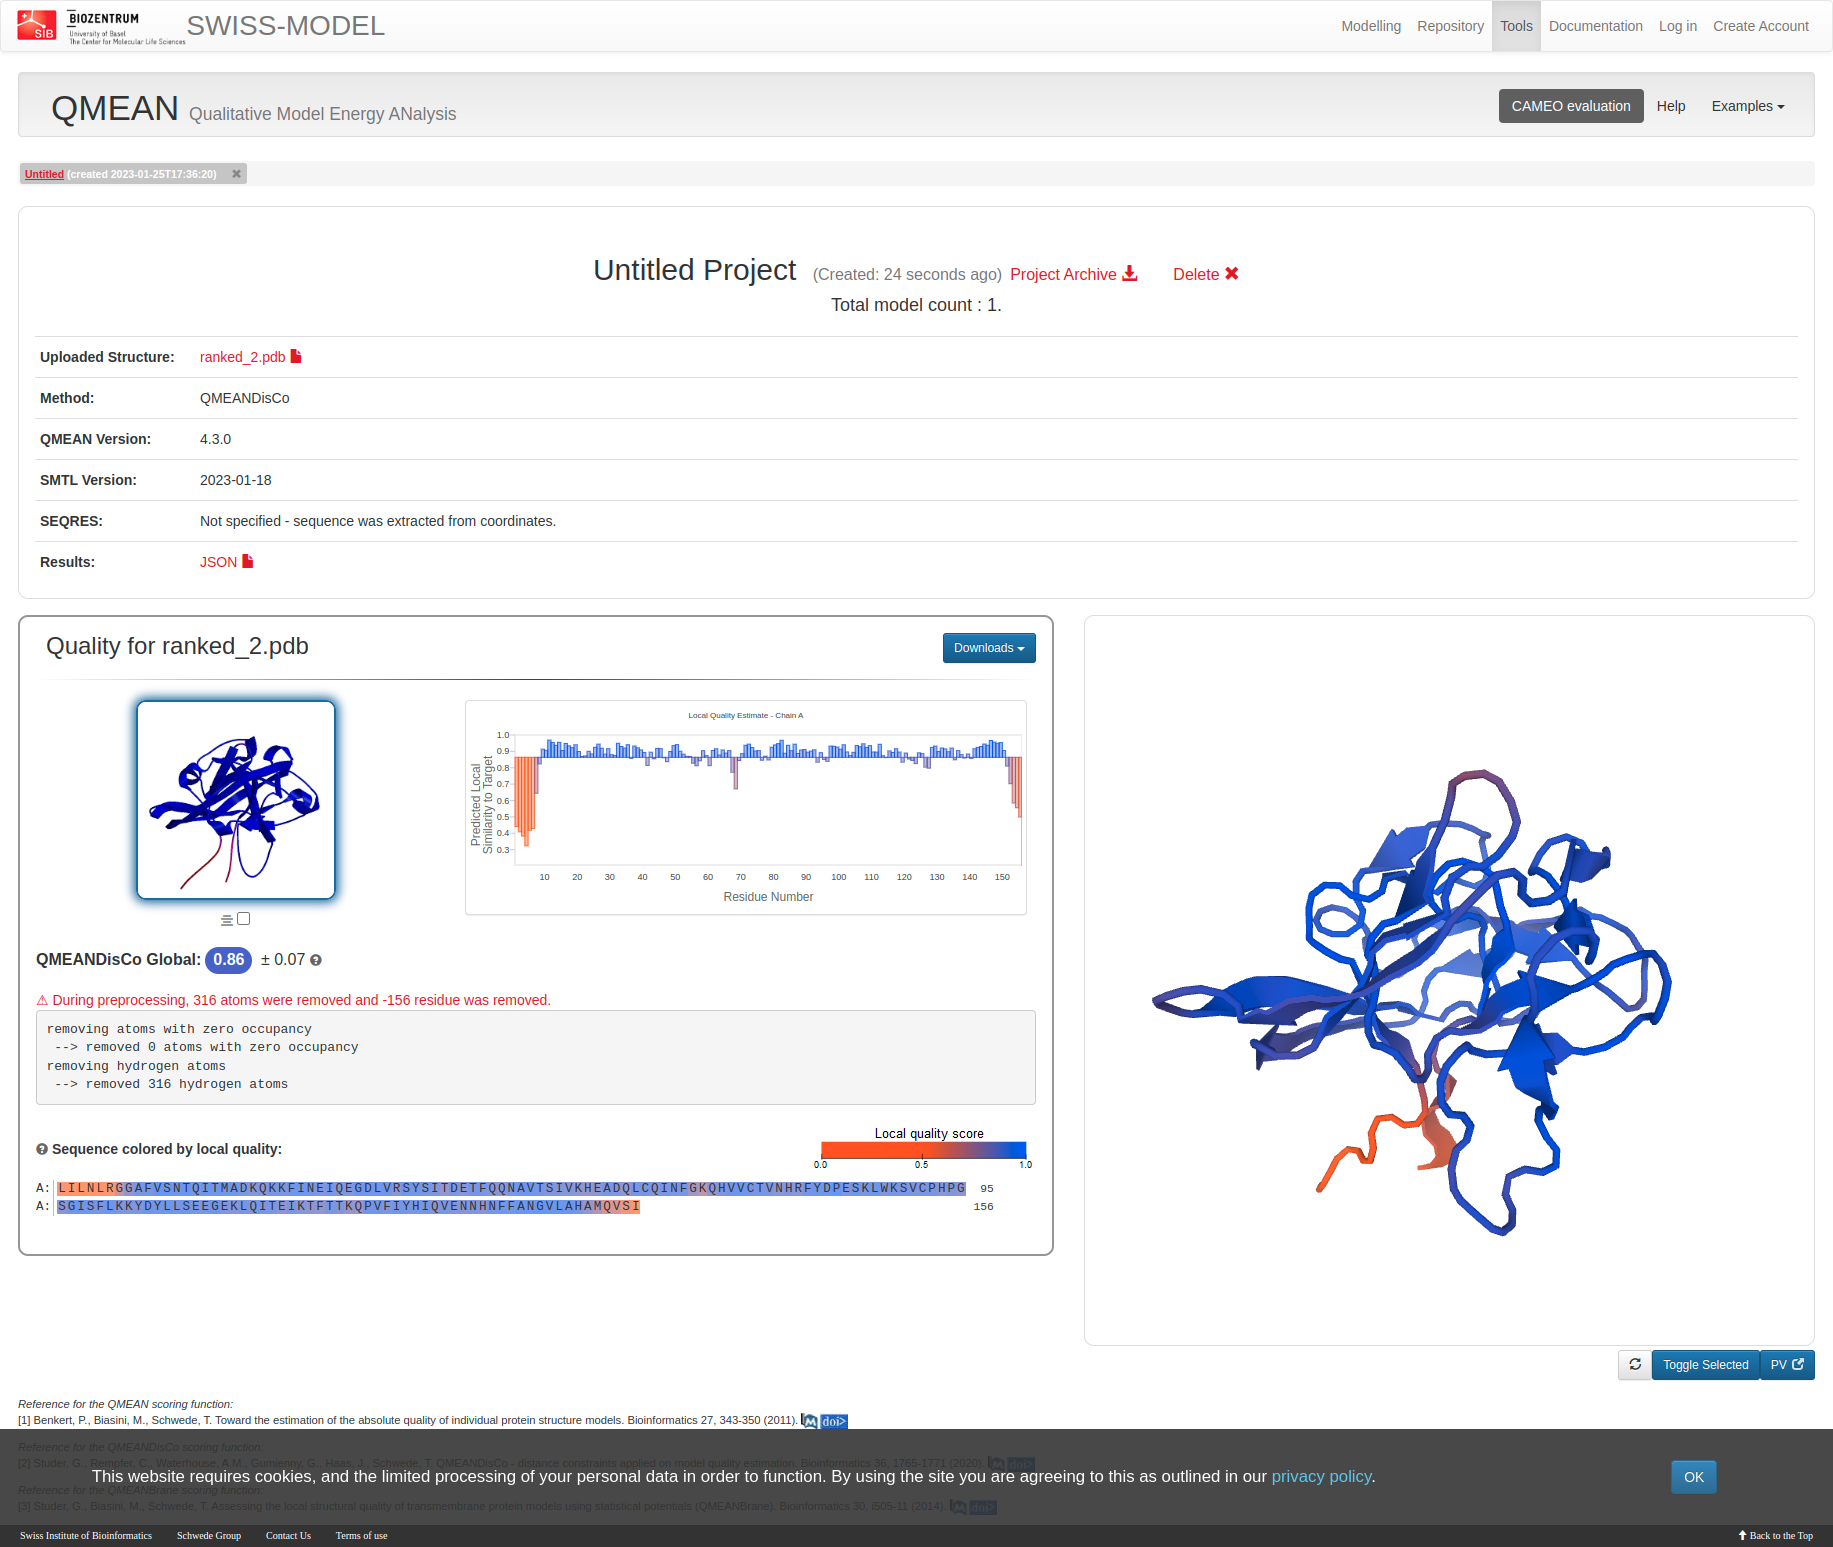 SIB
BIOZENTRUM
University of Basel
The Center for Molecular Life Sciences
SWISS-MODEL
Modelling Repository Tools Documentation Log in Create Account
QMEAN Qualitative Model Energy ANalysis
CAMEO evaluation Help Examples
Untitled (created 2023-01-25T17:36:20) ✖
Untitled Project (Created: 24 seconds ago) Project Archive Delete ✖
Total model count : 1.
Uploaded Structure: ranked_2.pdb
Method: QMEANDisCo
QMEAN Version: 4.3.0
SMTL Version: 2023-01-18
SEQRES: Not specified - sequence was extracted from coordinates.
Results: JSON
Quality for ranked_2.pdb
Downloads
Local Quality Estimate - Chain A
Predicted Local
Similarity to Target
1.0
0.9
0.8
0.7
0.6
0.5
0.4
0.3
10 20 30 40 50 60 70 80 90 100 110 120 130 140 150
Residue Number
QMEANDisCo Global: 0.86 ± 0.07
⚠ During preprocessing, 316 atoms were removed and -156 residue was removed.
removing atoms with zero occupancy
--> removed 0 atoms with zero occupancy
removing hydrogen atoms
--> removed 316 hydrogen atoms
Local quality score
0.0 0.5 1.0
Sequence colored by local quality:
A: LILNLRGGAFVSNTQITMADKQKKFINEIQEGDLVRSYSITDETFQQNAVTSIVKHEADQLCQINFGKQHVVCTVNHRFYDPESKLWKSVCPHPG 95
A: SGISFLKKYDYLLSEEGEKLQITEIKTFTTKQPVFIYHIQVENNHNFFANGVLAHAMQVSI 156
Toggle Selected PV
Reference for the QMEAN scoring function:
[1] Benkert, P., Biasini, M., Schwede, T. Toward the estimation of the absolute quality of individual protein structure models. Bioinformatics 27, 343-350 (2011). M doi>
Reference for the QMEANDisCo scoring function:
[2] Studer, G., Rempfer, C., Waterhouse, A.M., Gumienny, G., Haas, J., Schwede, T. QMEANDisCo - distance constraints applied on model quality estimation. Bioinformatics 36, 1765-1771 (2020). M doi>
This website requires cookies, and the limited processing of your personal data in order to function. By using the site you are agreeing to this as outlined in our privacy policy.
OK
Reference for the QMEANBrane scoring function:
[3] Studer, G., Biasini, M., Schwede, T. Assessing the local structural quality of transmembrane protein models using statistical potentials (QMEANBrane). Bioinformatics 30, i505-11 (2014). M doi>
Swiss Institute of Bioinformatics Schwede Group Contact Us Terms of use
Back to the Top